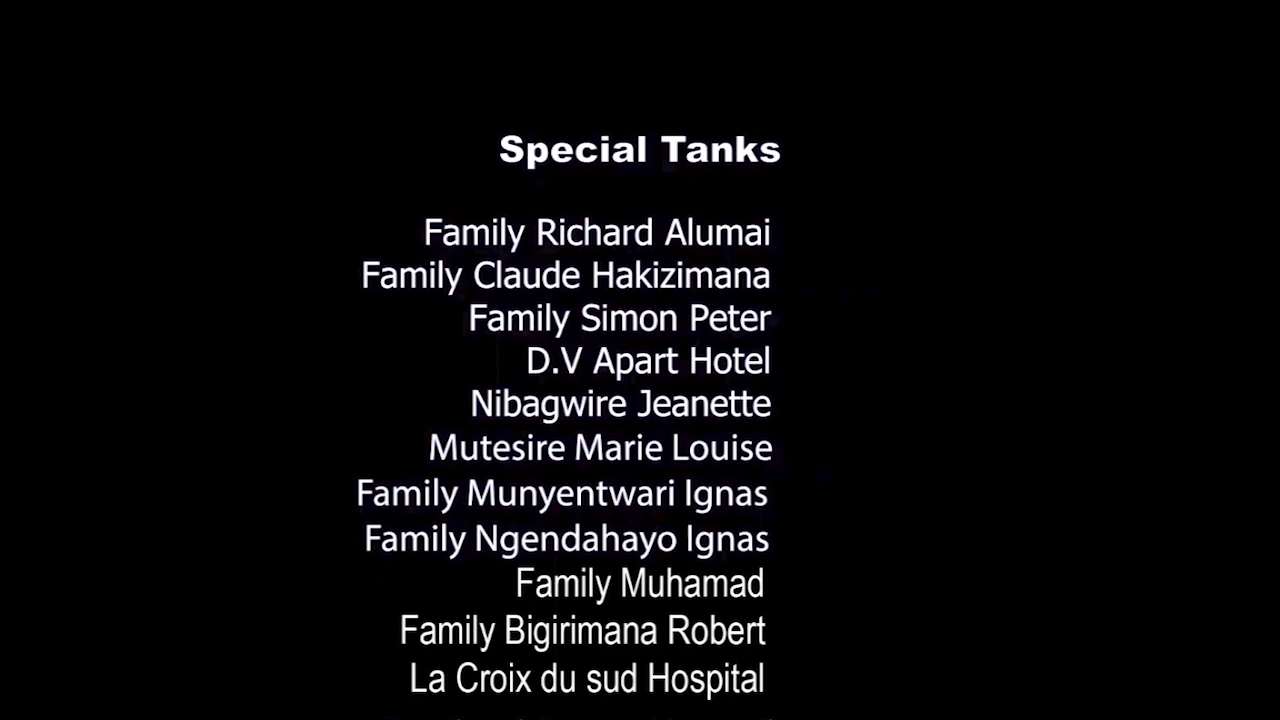 Special Tanks
Family Richard Alumai
Family Claude Hakizimana
Family Simon Peter
D.V Apart Hotel
Nibagwire Jeanette
Mutesire Marie Louise
Family Munyentwari Ignas
Family Ngendahayo Ignas
Family Muhamad
Family Bigirimana Robert
La Croix du sud Hospital